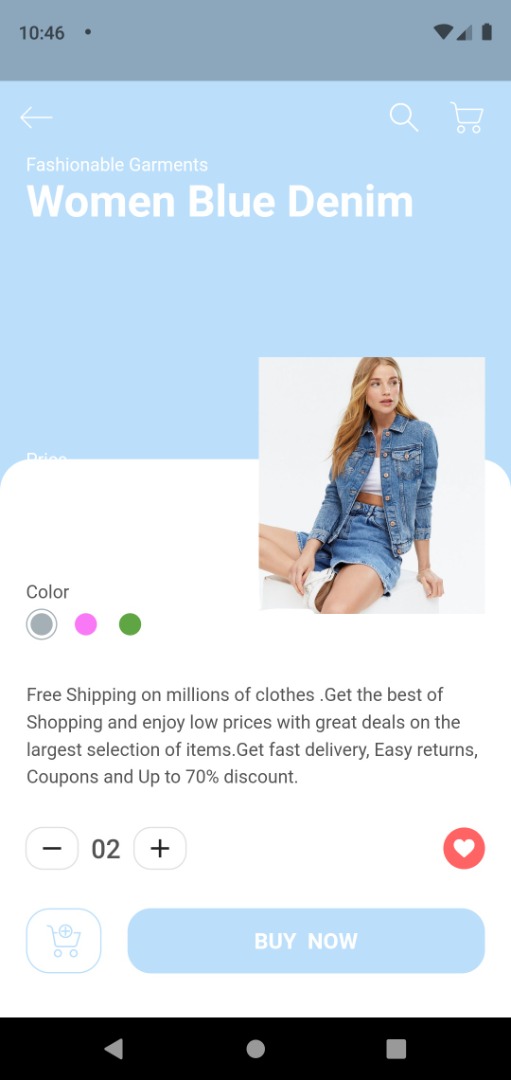 10:46
Fashionable Garments
Women Blue Denim
Price
Color
Free Shipping on millions of clothes .Get the best of
Shopping and enjoy low prices with great deals on the
largest selection of items.Get fast delivery, Easy returns,
Coupons and Up to 70% discount.
02
BUY NOW